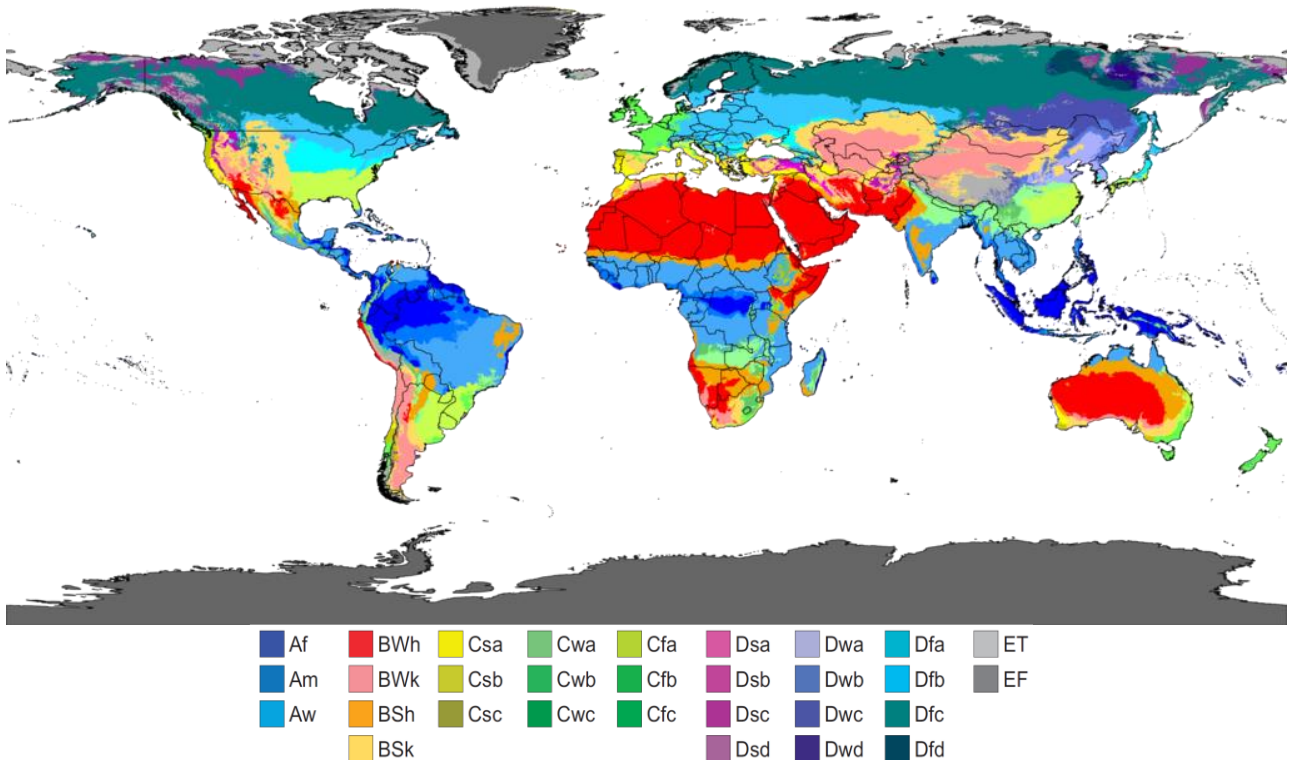 Af BWh Csa Cwa Cfa Dsa Dwa Dfa ET
Am BWk Csb Cwb Cfb Dsb Dwb Dfb EF
Aw BSh Csc Cwc Cfc Dsc Dwc Dfc
BSk Dsd Dwd Dfd